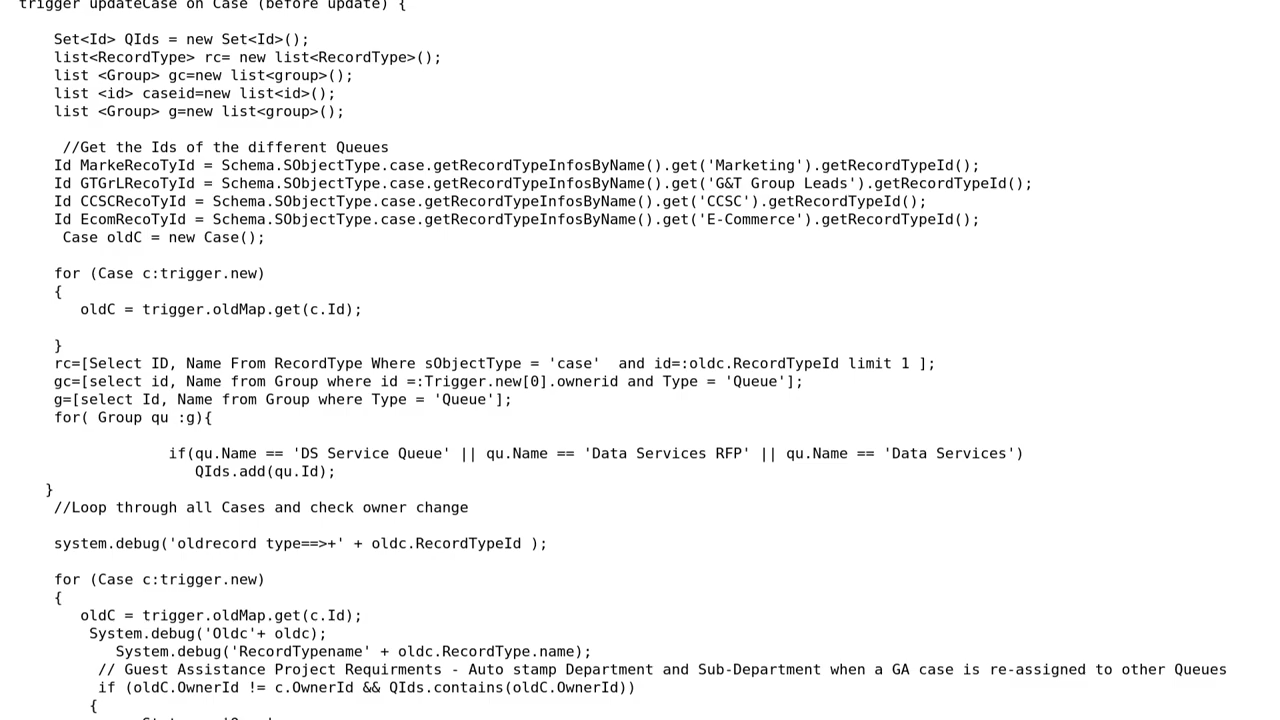 trigger updateCase on Case (before update) {
Set<Id> QIds = new Set<Id>();
list<RecordType> rc= new list<RecordType>();
list <Group> gc=new list<group>();
list <id> caseid=new list<id>();
list <Group> g=new list<group>();
//Get the Ids of the different Queues
Id MarkeRecoTyId = Schema.SObjectType.case.getRecordTypeInfosByName().get('Marketing').getRecordTypeId();
Id GTGrLRecoTyId = Schema.SObjectType.case.getRecordTypeInfosByName().get('G&T Group Leads').getRecordTypeId();
Id CCSCRecoTyId = Schema.SObjectType.case.getRecordTypeInfosByName().get('CCSC').getRecordTypeId();
Id EcomRecoTyId = Schema.SObjectType.case.getRecordTypeInfosByName().get('E-Commerce').getRecordTypeId();
Case oldC = new Case();
for (Case c:trigger.new)
{
oldC = trigger.oldMap.get(c.Id);
}
rc=[Select ID, Name From RecordType Where sObjectType = 'case'  and id=:oldc.RecordTypeId limit 1 ];
gc=[select id, Name from Group where id =:Trigger.new[0].ownerid and Type = 'Queue'];
g=[select Id, Name from Group where Type = 'Queue'];
for( Group qu :g){
if(qu.Name == 'DS Service Queue' || qu.Name == 'Data Services RFP' || qu.Name == 'Data Services')
QIds.add(qu.Id);
}
//Loop through all Cases and check owner change
system.debug('oldrecord type==>+' + oldc.RecordTypeId );
for (Case c:trigger.new)
{
oldC = trigger.oldMap.get(c.Id);
System.debug('Oldc'+ oldc);
System.debug('RecordTypename' + oldc.RecordType.name);
// Guest Assistance Project Requirments - Auto stamp Department and Sub-Department when a GA case is re-assigned to other Queues
if (oldC.OwnerId != c.OwnerId && QIds.contains(oldC.OwnerId))
{